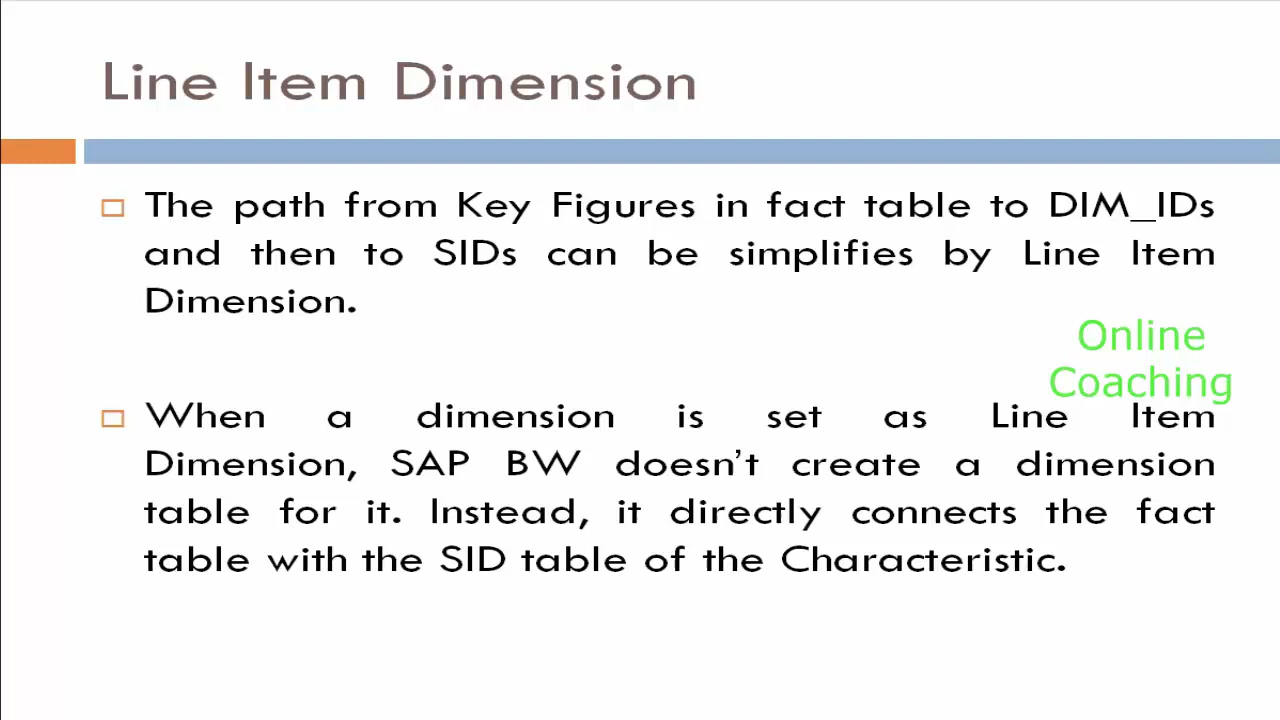 Line Item Dimension
The path from Key Figures in fact table to DIM_IDs
and then to SIDs can be simplifies by Line Item
Dimension.
Online
Coaching
When a dimension is set as Line Item
Dimension, SAP BW doesn't create a dimension
table for it. Instead, it directly connects the fact
table with the SID table of the Characteristic.